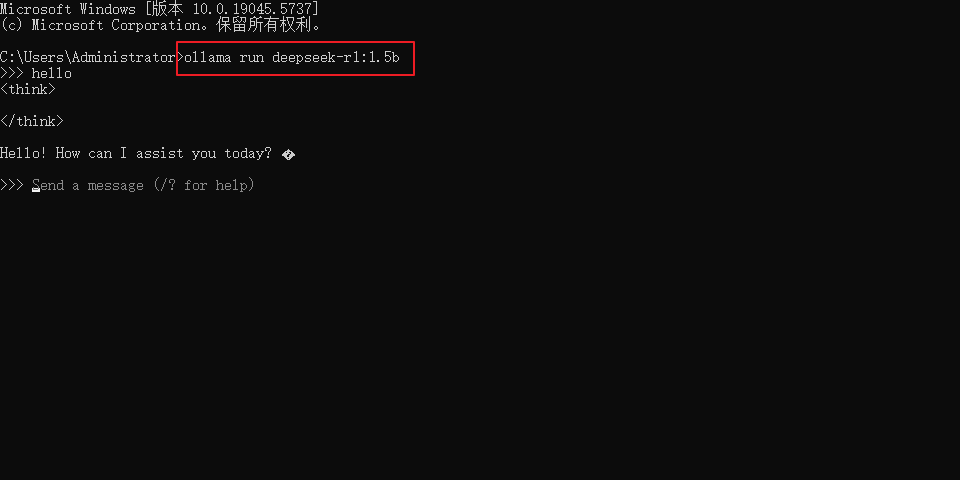 Microsoft Windows [版本 10.0.19045.5737]
(c) Microsoft Corporation。保留所有权利。
C:\Users\Administrator>ollama run deepseek-r1:1.5b
>>> hello
<think>
</think>
Hello! How can I assist you today? �
>>> Send a message (/? for help)